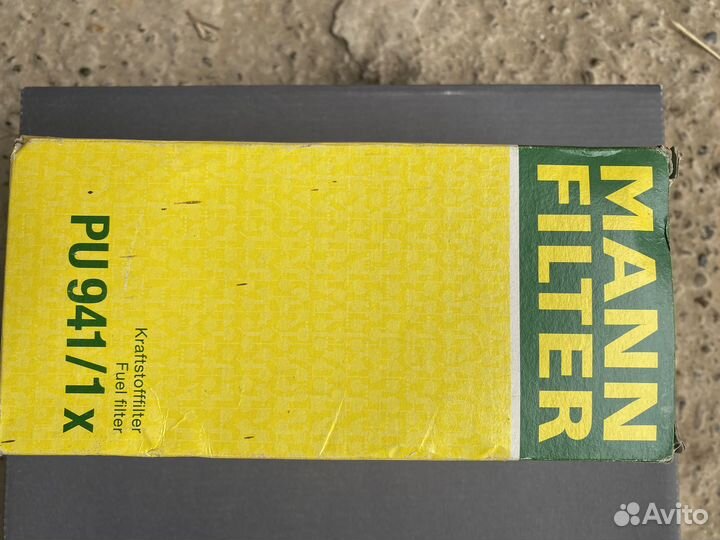 MANN
FILTER
Kraftstofffilter
Fuel filter
PU 941/1 x
Avito